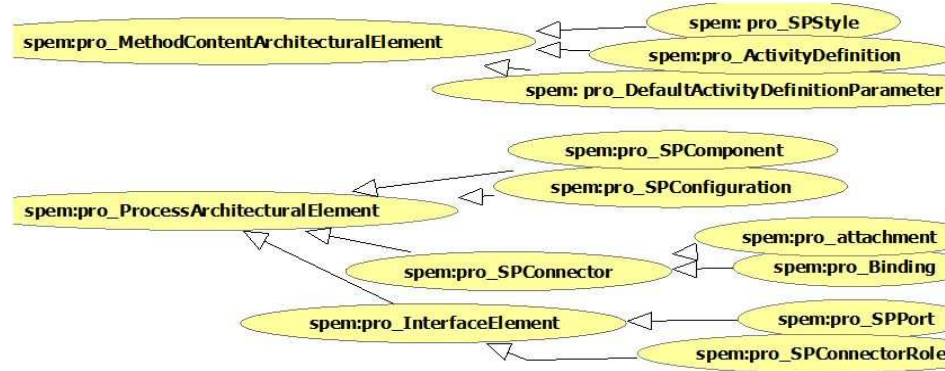 spem: pro_SPStyle
spem:pro_MethodContentArchitecturalElement
spem:pro_ActivityDefinition
spem: pro_DefaultActivityDefinitionParameter
spem:pro_SPComponent
spem:pro_SPConfiguration
spem:pro_ProcessArchitecturalElement
spem:pro_attachment
spem:pro_SPConnector
spem:pro_Binding
spem:pro_InterfaceElement
spem:pro_SPPort
spem:pro_SPConnectorRole